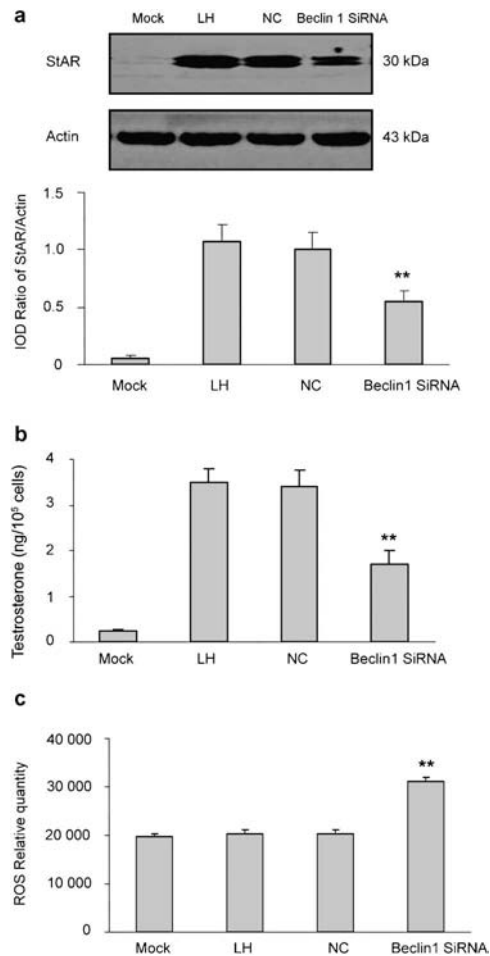 a
Mock LH NC Beclin 1 SiRNA
StAR 30 kDa
Actin 43 kDa
IOD Ratio of StAR/Actin
1.5
1.0
**
0.5
0
Mock LH NC Beclin1 SiRNA
b
Testrosterone (ng/10⁵ cells)
4
3
**
2
1
0
Mock LH NC Beclin1 SiRNA
c
ROS Relative quantity
40 000
**
30 000
20 000
10 000
0
Mock LH NC Beclin1 SiRNA